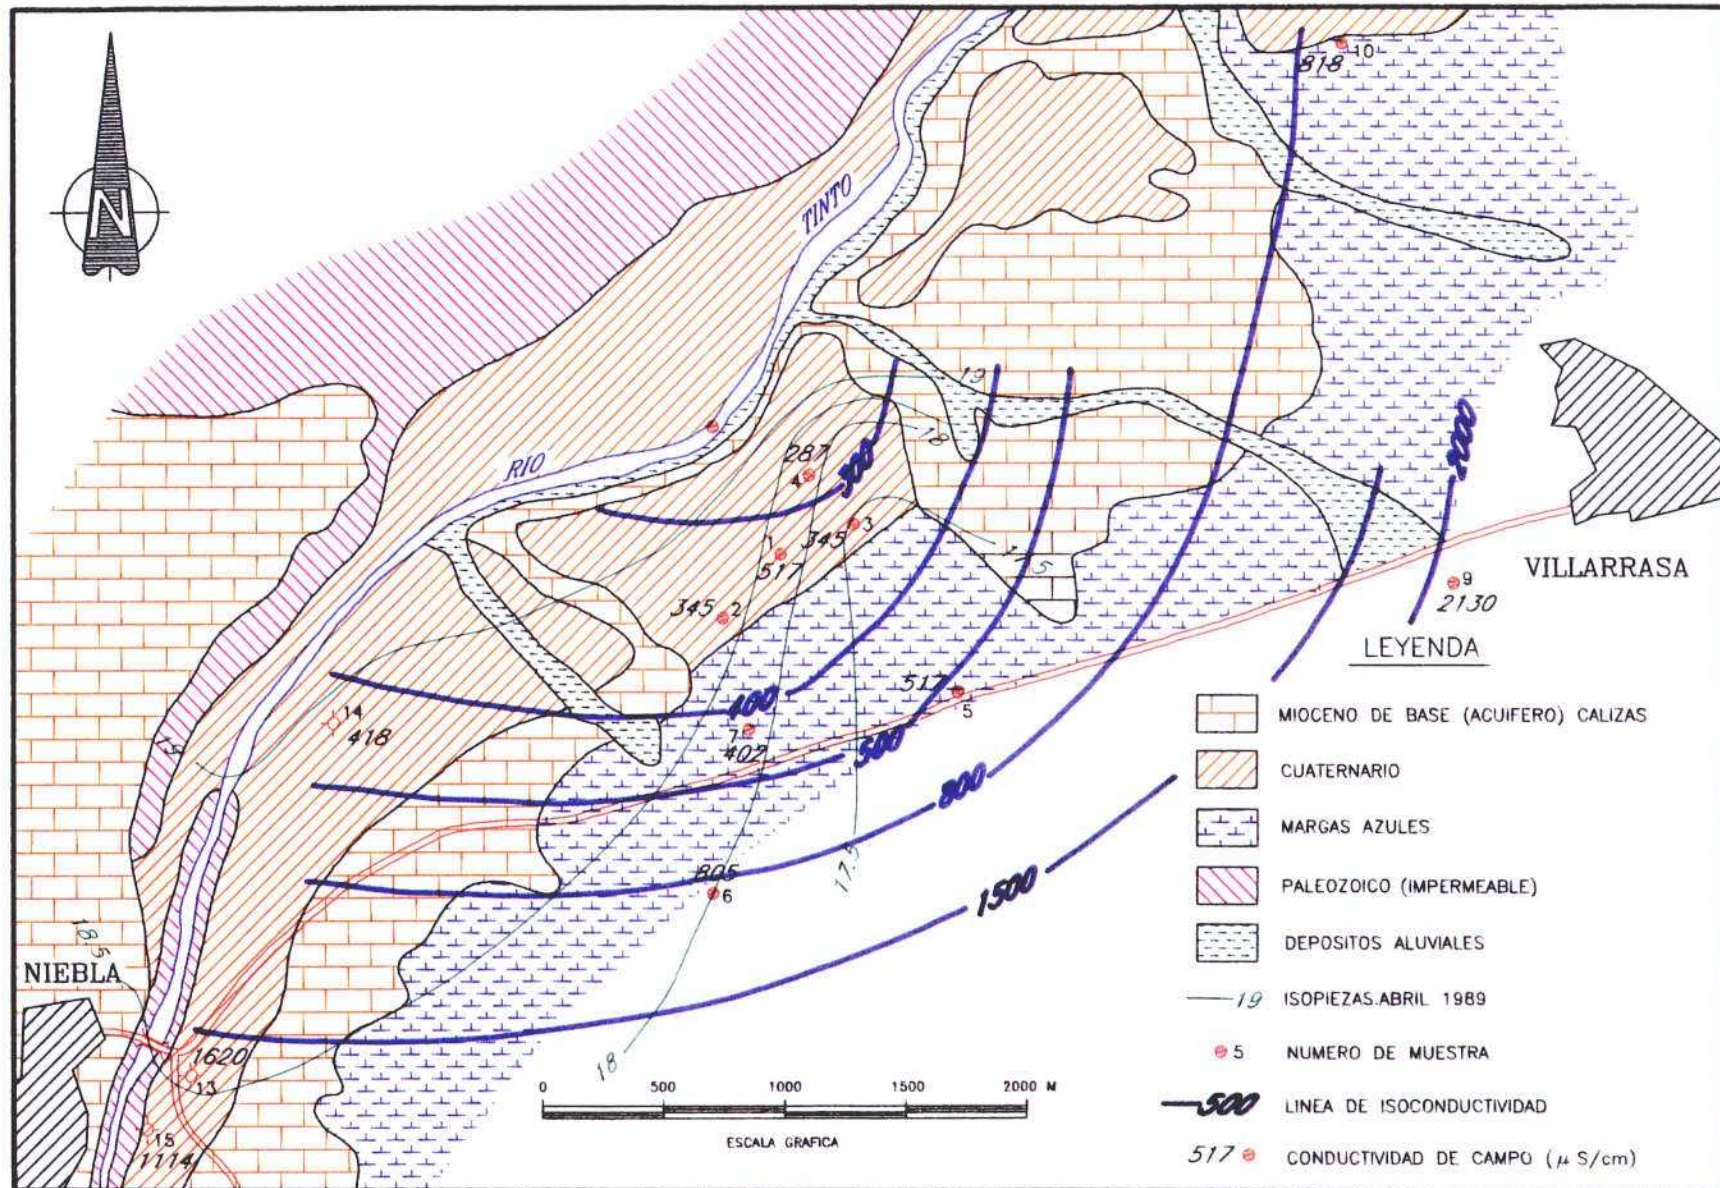 N
818
10
TINTO
RIO
19
18
287
4
300
3
345
1
517
17.5
345
2
2000
9
2130
VILLARRASA
LEYENDA
14
418
19
400
7
402
517
5
500
800
805
6
17.5
1500
18.5
NIEBLA
1620
13
15
1114
18
MIOCENO DE BASE (ACUIFERO) CALIZAS
CUATERNARIO
MARGAS AZULES
PALEOZOICO (IMPERMEABLE)
DEPOSITOS ALUVIALES
19 ISOPIEZAS.ABRIL 1989
5 NUMERO DE MUESTRA
500 LINEA DE ISOCONDUCTIVIDAD
517 CONDUCTIVIDAD DE CAMPO (μ S/cm)
0 500 1000 1500 2000 M
ESCALA GRAFICA